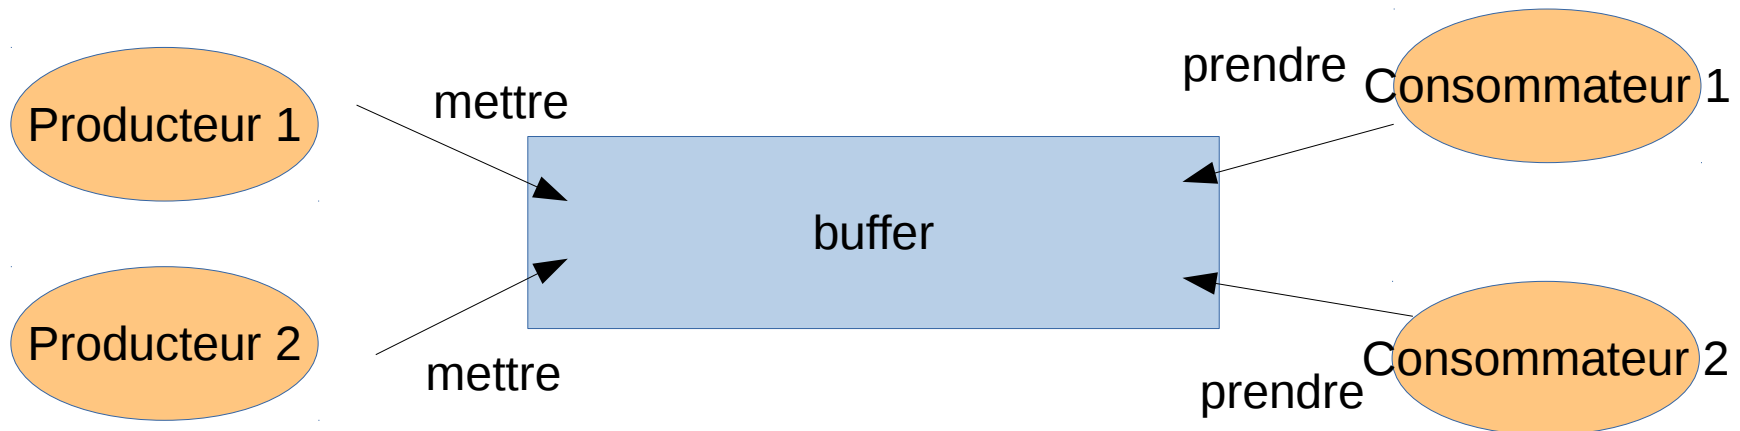 prendre
Consommateur 1
mettre
Producteur 1
buffer
Producteur 2
mettre
Consommateur 2
prendre